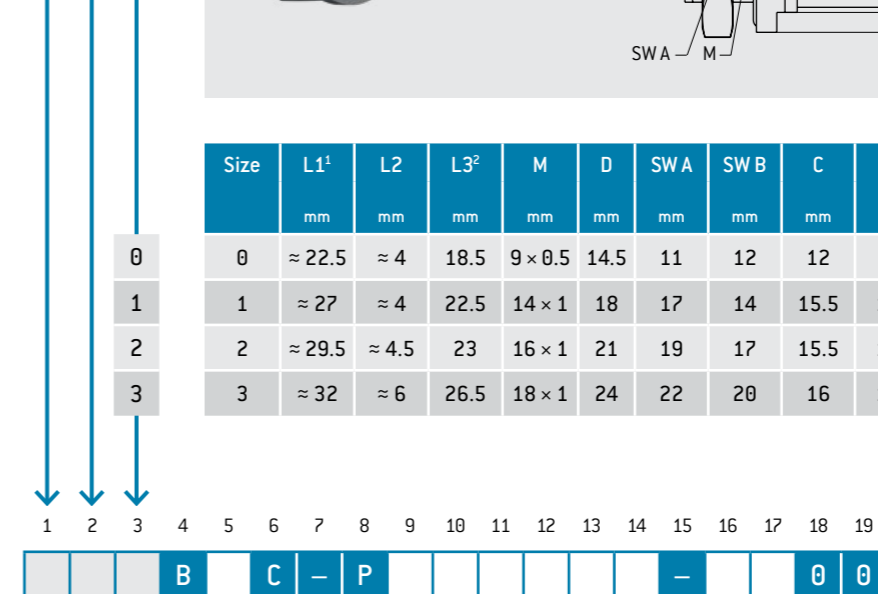 SW A M
Size L1¹ L2 L3² M D SW A SW B C
mm mm mm mm mm mm mm mm
0 0 ≈ 22.5 ≈ 4 18.5 9 × 0.5 14.5 11 12 12
1 1 ≈ 27 ≈ 4 22.5 14 × 1 18 17 14 15.5
2 2 ≈ 29.5 ≈ 4.5 23 16 × 1 21 19 17 15.5
3 3 ≈ 32 ≈ 6 26.5 18 × 1 24 22 20 16
1 2 3 4 5 6 7 8 9 10 11 12 13 14 15 16 17 18 19
B C – P – 0 0